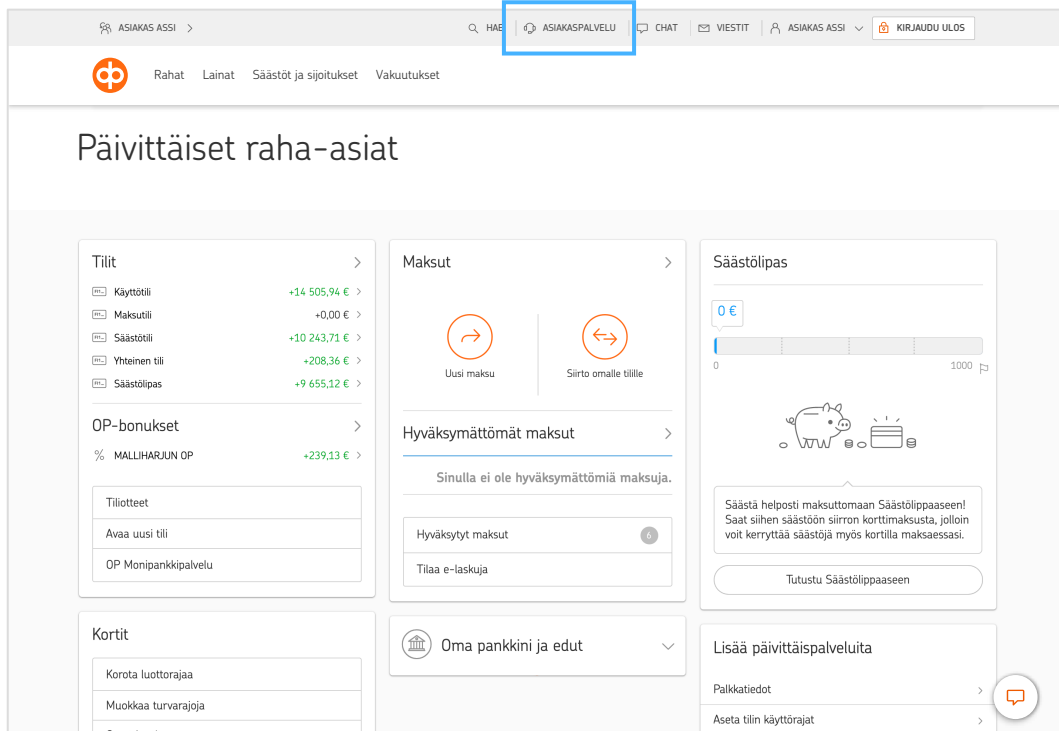 ASIAKAS ASSI
HAE
ASIAKASPALVELU
CHAT
VIESTIT
ASIAKAS ASSI
KIRJAUDU ULOS
Rahat Lainat Säästöt ja sijoitukset Vakuutukset
Päivittäiset raha-asiat
Tilit
Käyttötili +14 505,94 €
Maksutili +0,00 €
Säästötili +10 243,71 €
Yhteinen tili +208,36 €
Säästölipas +9 655,12 €
OP-bonukset
% MALLIHARJUN OP +239,13 €
Tiliotteet
Avaa uusi tili
OP Monipankkipalvelu
Kortit
Korota luottorajaa
Muokkaa turvarajoja
Maksut
Uusi maksu
Siirto omalle tilille
Hyväksymättömät maksut
Sinulla ei ole hyväksymättömiä maksuja.
Hyväksytyt maksut 6
Tilaa e-laskuja
Oma pankkini ja edut
Säästölipas
0 €
0 1000
Säästä helposti maksuttomaan Säästölippaaseen!
Saat siihen säästöön siirron korttimaksusta, jolloin
voit kerryttää säästöjä myös kortilla maksaessasi.
Tutustu Säästölippaaseen
Lisää päivittäispalveluita
Palkkatiedot
Aseta tilin käyttörajat